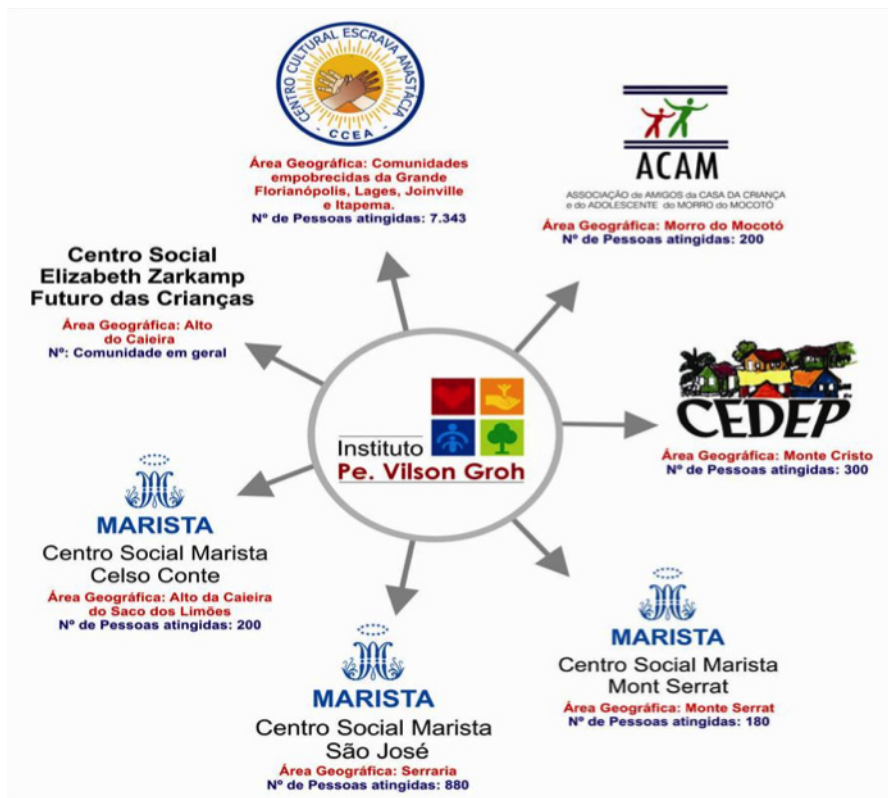 CENTRO CULTURAL ESCRAVA ANASTÁCIA
- CCEA -
Área Geográfica: Comunidades
empobrecidas da Grande
Florianópolis, Lages, Joinville
e Itapema.
Nº de Pessoas atingidas: 7.343
ACAM
ASSOCIAÇÃO de AMIGOS da CASA DA CRIANÇA
e do ADOLESCENTE do MORRO do MOCOTÓ
Área Geográfica: Morro do Mocotó
Nº de Pessoas atingidas: 200
Centro Social
Elizabeth Zarkamp
Futuro das Crianças
Área Geográfica: Alto
do Caieira
Nº: Comunidade em geral
CEDEP
Área Geográfica: Monte Cristo
Nº de Pessoas atingidas: 300
Instituto
Pe. Vilson Groh
MARISTA
Centro Social Marista
Celso Conte
Área Geográfica: Alto da Caieira
do Saco dos Limões
Nº de Pessoas atingidas: 200
MARISTA
Centro Social Marista
São José
Área Geográfica: Serraria
Nº de Pessoas atingidas: 880
MARISTA
Centro Social Marista
Mont Serrat
Área Geográfica: Monte Serrat
Nº de Pessoas atingidas: 180